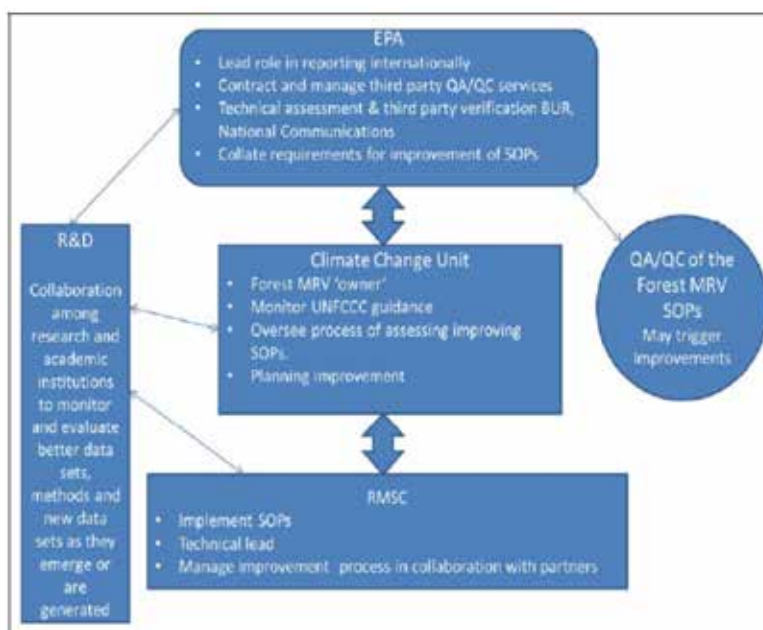 EPA
• Lead role in reporting internationally
• Contract and manage third party QA/QC services
• Technical assessment & third party verification BUR,
National Communications
• Collate requirements for improvement of SOPs
R&D
Collaboration
among
research and
academic
institutions
to monitor
and evaluate
better data
sets,
methods and
new data
sets as they
emerge or
are
generated
Climate Change Unit
• Forest MRV 'owner'
• Monitor UNFCCC guidance
• Oversee process of assessing improving
SOPs.
• Planning improvement
QA/QC of the
Forest MRV
SOPs
May trigger
improvements
RMSC
• Implement SOPs
• Technical lead
• Manage improvement process in collaboration with partners